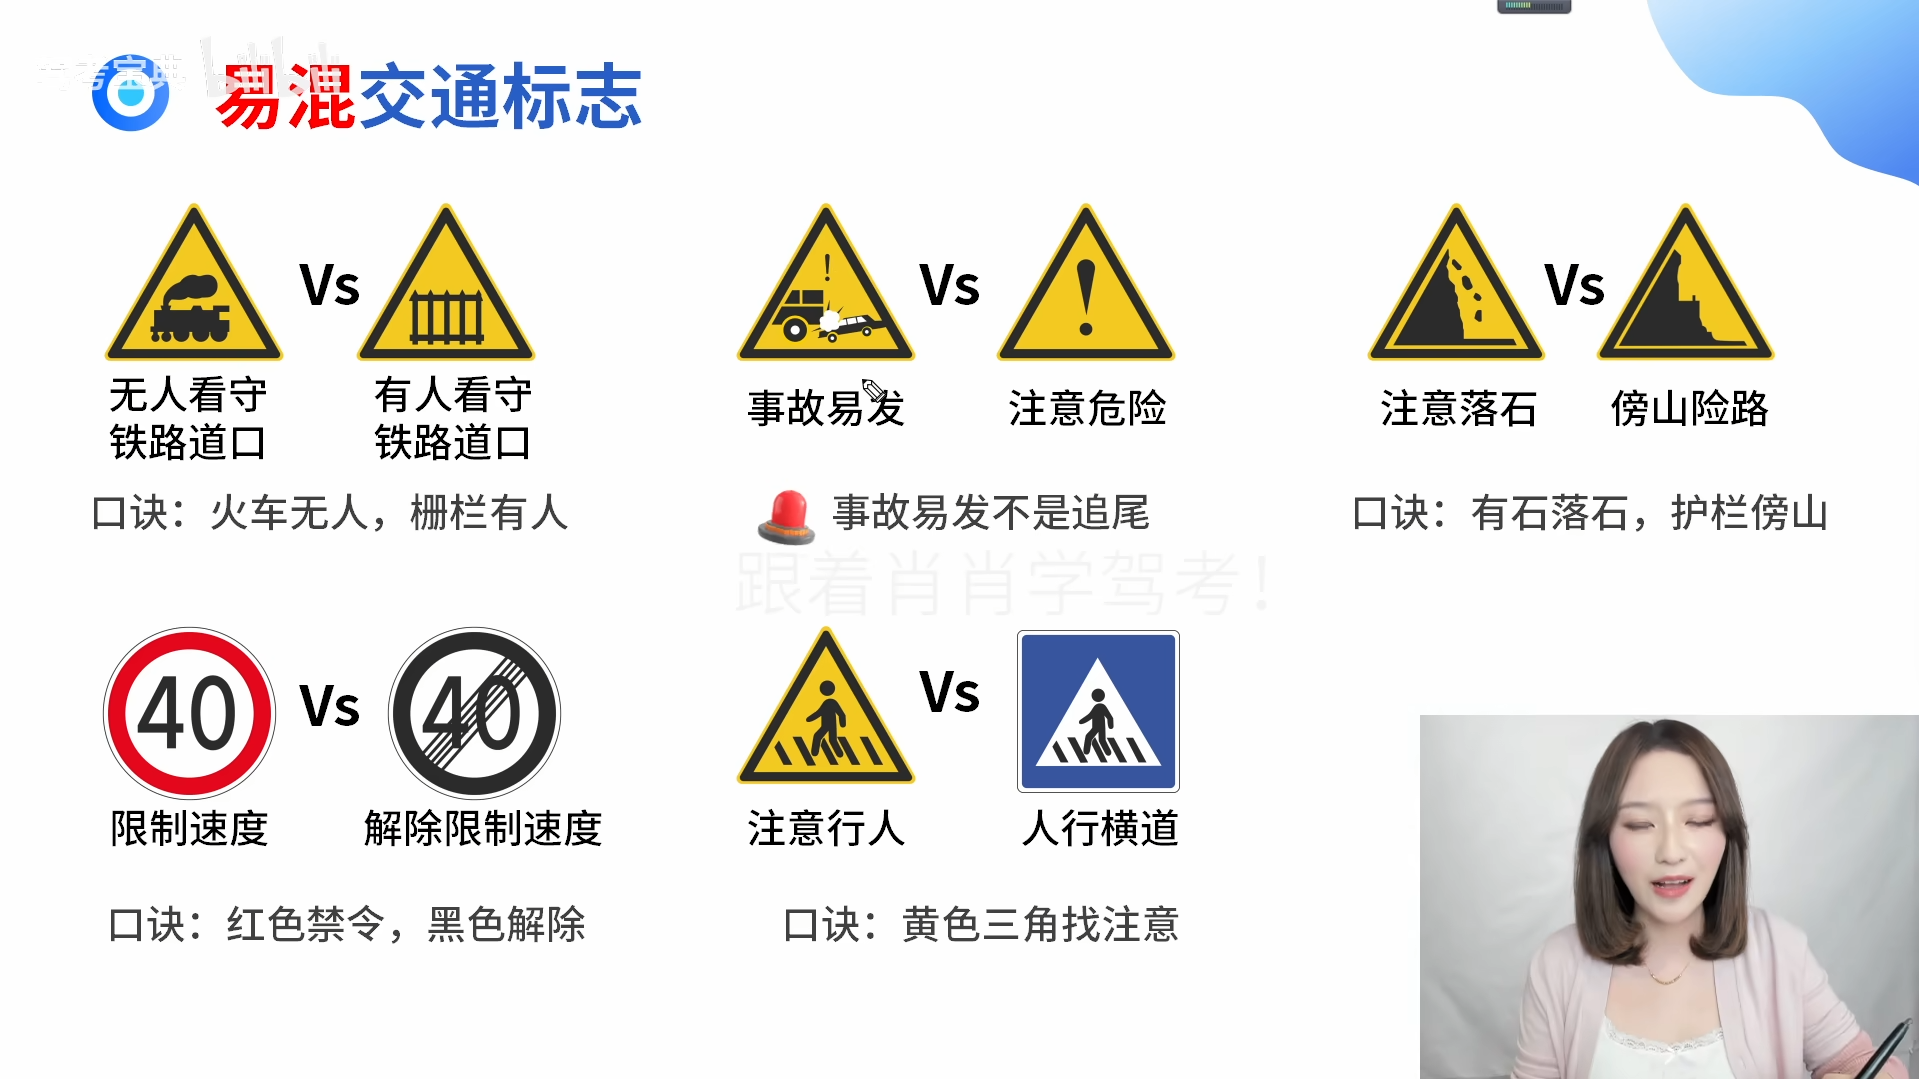 考宝典 bilibili
易混交通标志
Vs
Vs
Vs
无人看守
铁路道口
有人看守
铁路道口
事故易发
注意危险
注意落石
傍山险路
口诀：火车无人，栅栏有人
事故易发不是追尾
口诀：有石落石，护栏傍山
跟着肖肖学驾考！
40
Vs
40
Vs
限制速度
解除限制速度
注意行人
人行横道
口诀：红色禁令，黑色解除
口诀：黄色三角找注意